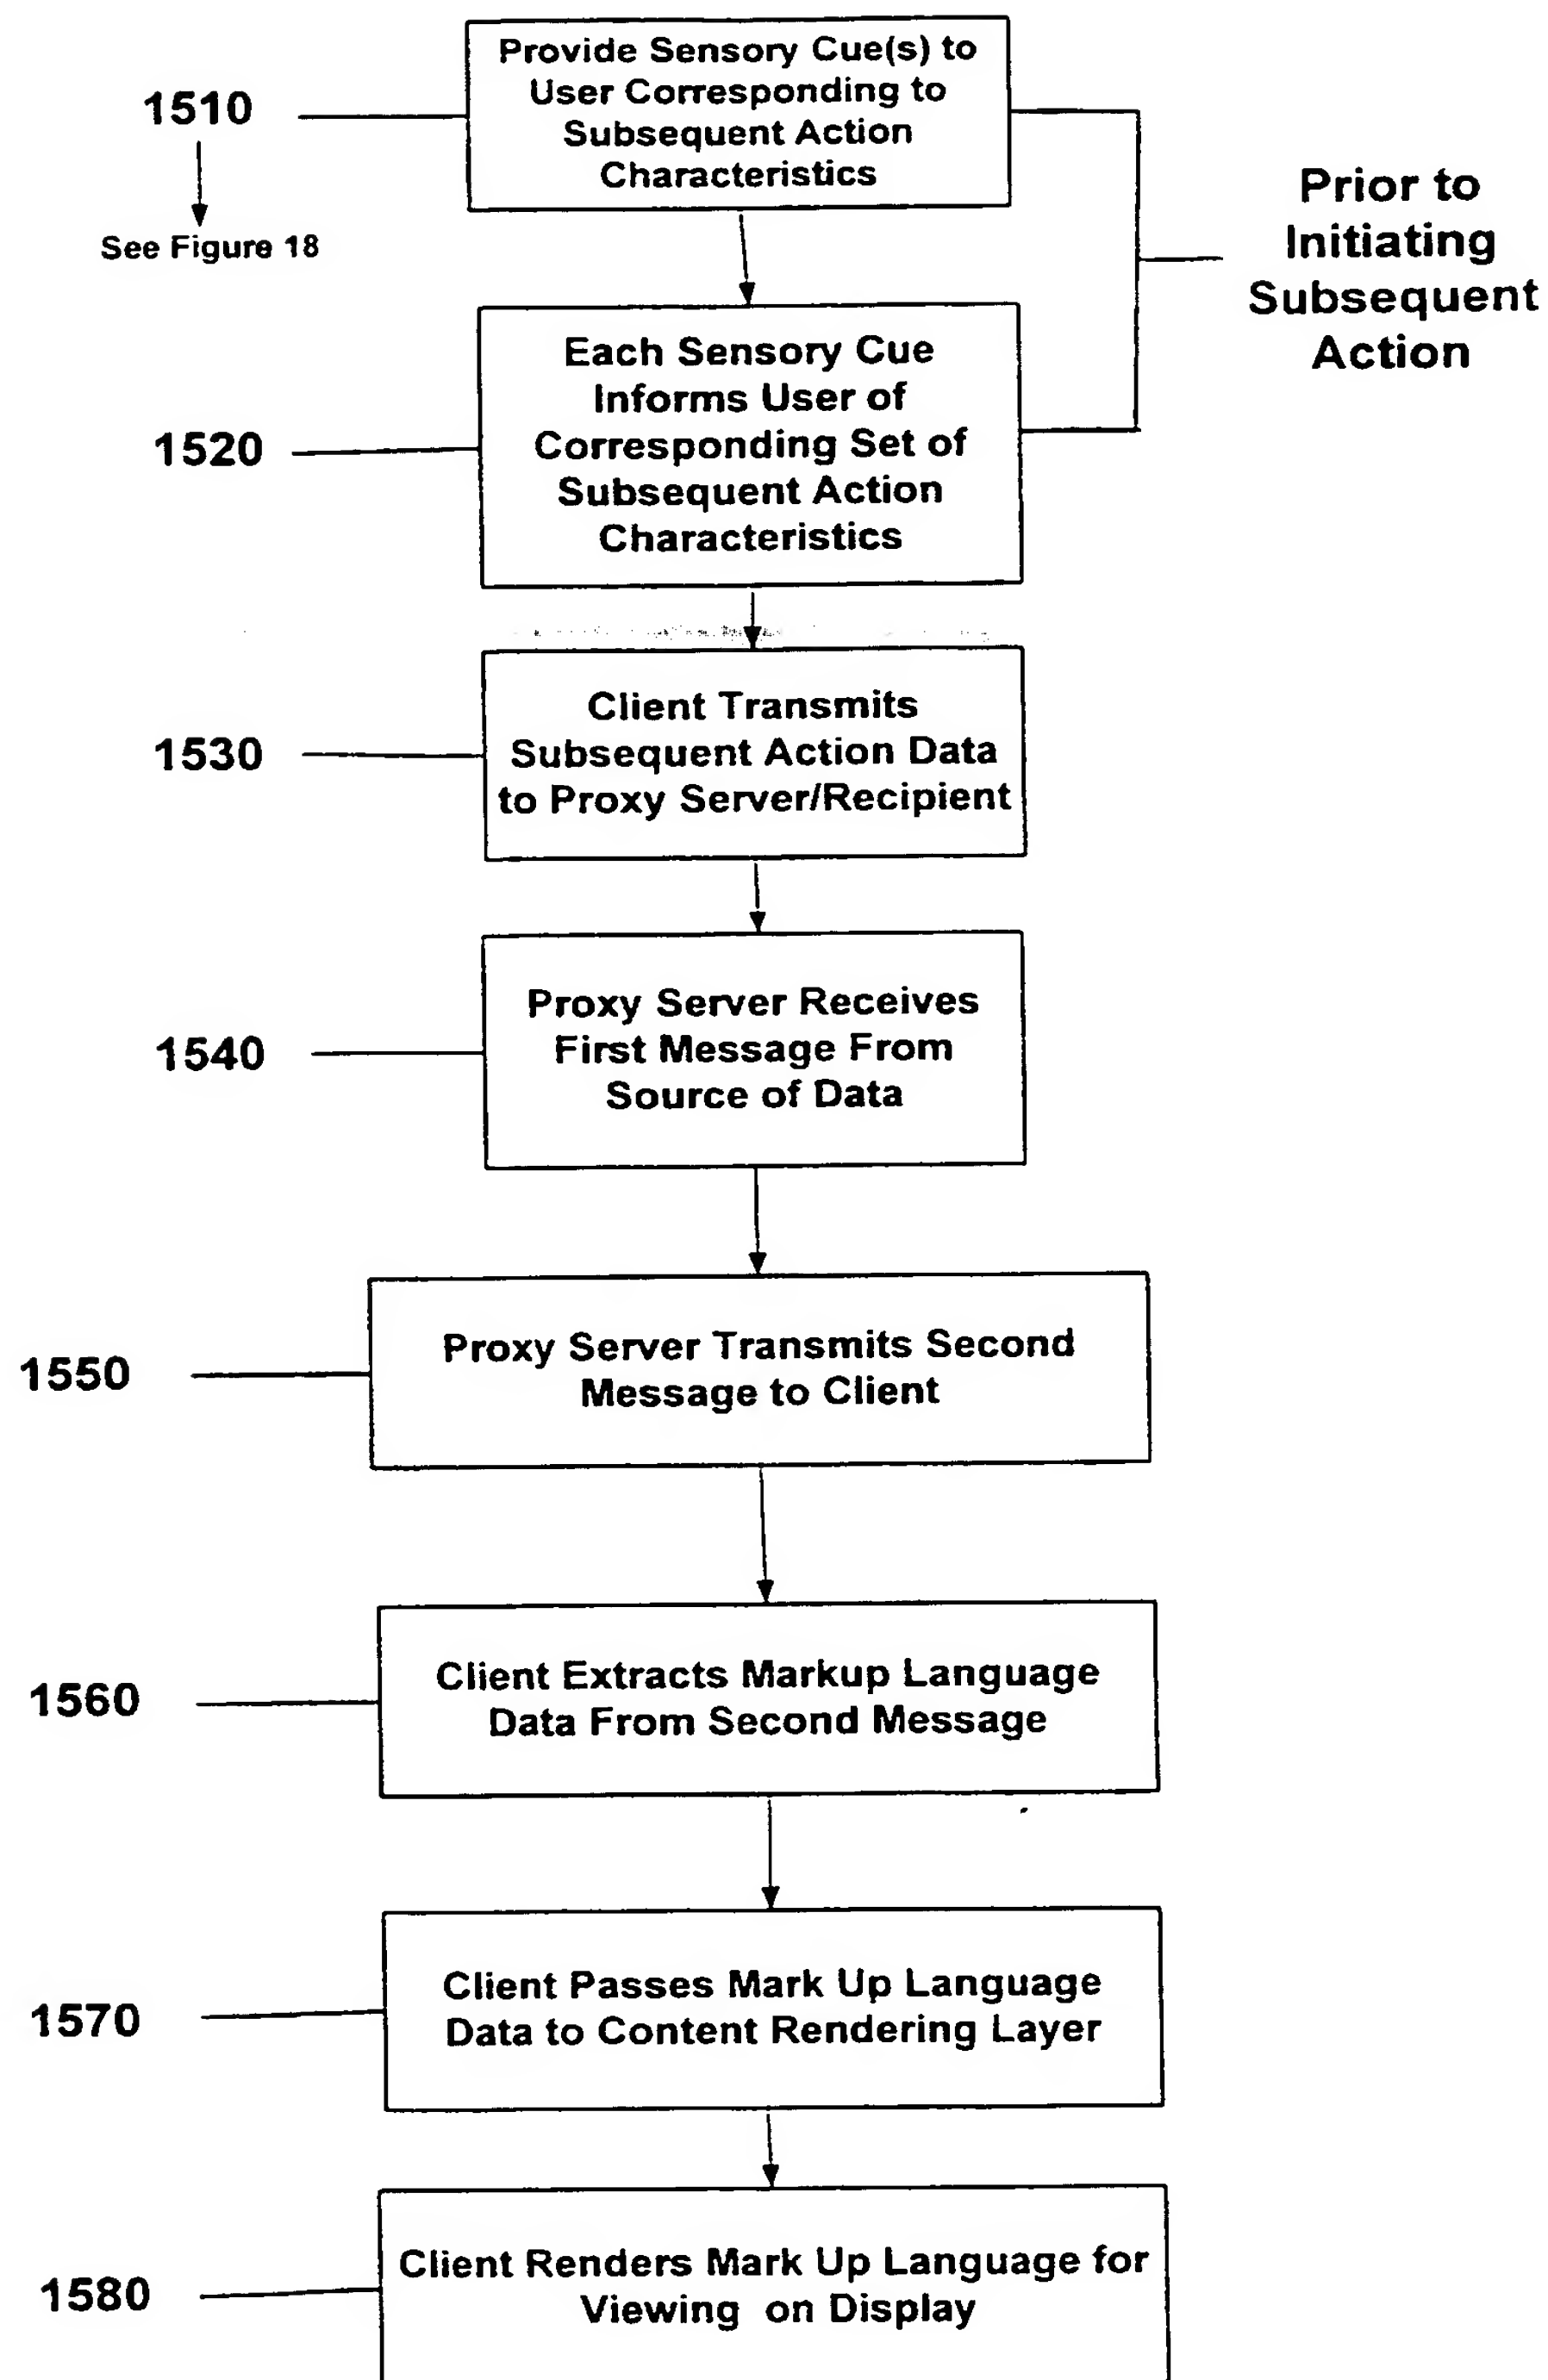 Provide Sensory Cue(s) to
User Corresponding to
Subsequent Action
Characteristics
1510
See Figure 18
Prior to
Initiating
Subsequent
Action
Each Sensory Cue
Informs User of
Corresponding Set of
Subsequent Action
Characteristics
1520
Client Transmits
Subsequent Action Data
to Proxy Server/Recipient
1530
Proxy Server Receives
First Message From
Source of Data
1540
Proxy Server Transmits Second
Message to Client
1550
Client Extracts Markup Language
Data From Second Message
1560
Client Passes Mark Up Language
Data to Content Rendering Layer
1570
Client Renders Mark Up Language for
Viewing on Display
1580